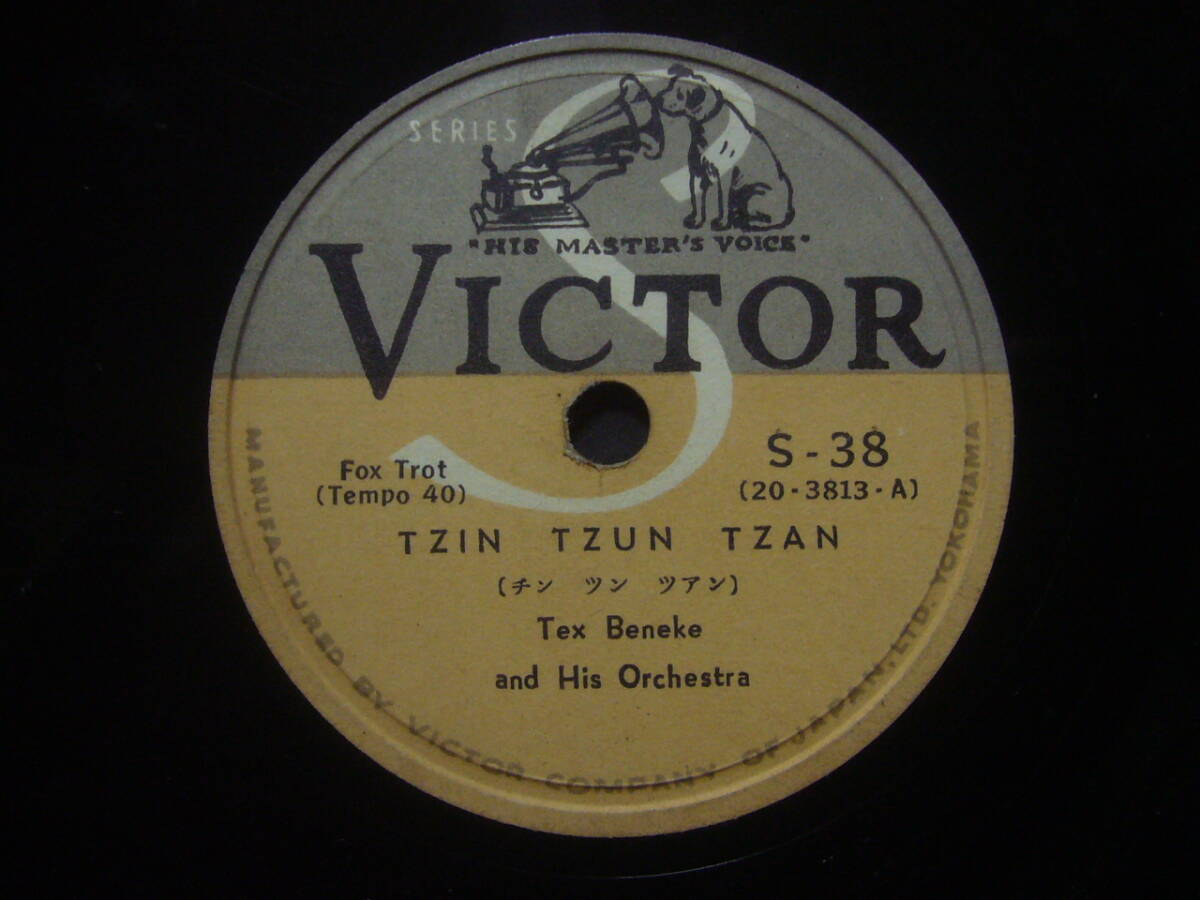 SERIES S
"HIS MASTER'S VOICE"
VICTOR
Fox Trot
(Tempo 40)
S-38
(20-3813-A)
TZIN TZUN TZAN
(チン ツン ツアン)
Tex Beneke
and His Orchestra
MANUFACTURED BY VICTOR COMPANY OF JAPAN, LTD. YOKOHAMA